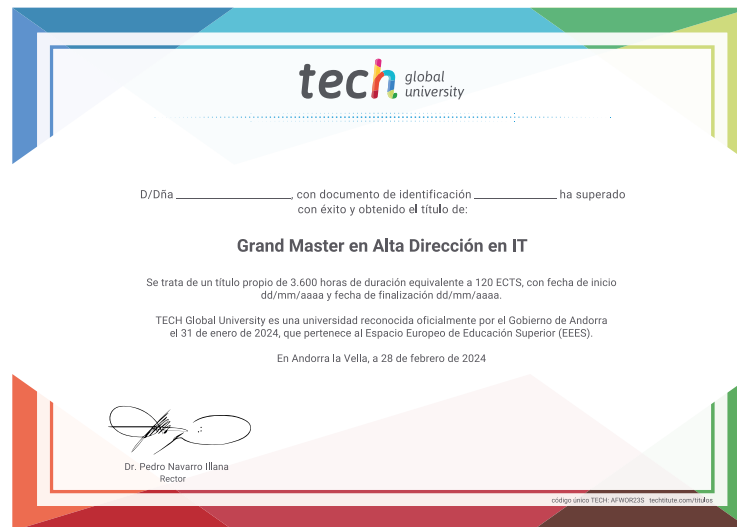 tech global university
D/Dña ____________, con documento de identificación ____________ ha superado
con éxito y obtenido el título de:
Grand Master en Alta Dirección en IT
Se trata de un título propio de 3.600 horas de duración equivalente a 120 ECTS, con fecha de inicio
dd/mm/aaaa y fecha de finalización dd/mm/aaaa.
TECH Global University es una universidad reconocida oficialmente por el Gobierno de Andorra
el 31 de enero de 2024, que pertenece al Espacio Europeo de Educación Superior (EEES).
En Andorra la Vella, a 28 de febrero de 2024
Dr. Pedro Navarro Illana
Rector
código único TECH: AFWOR23S techtitute.com/titulos